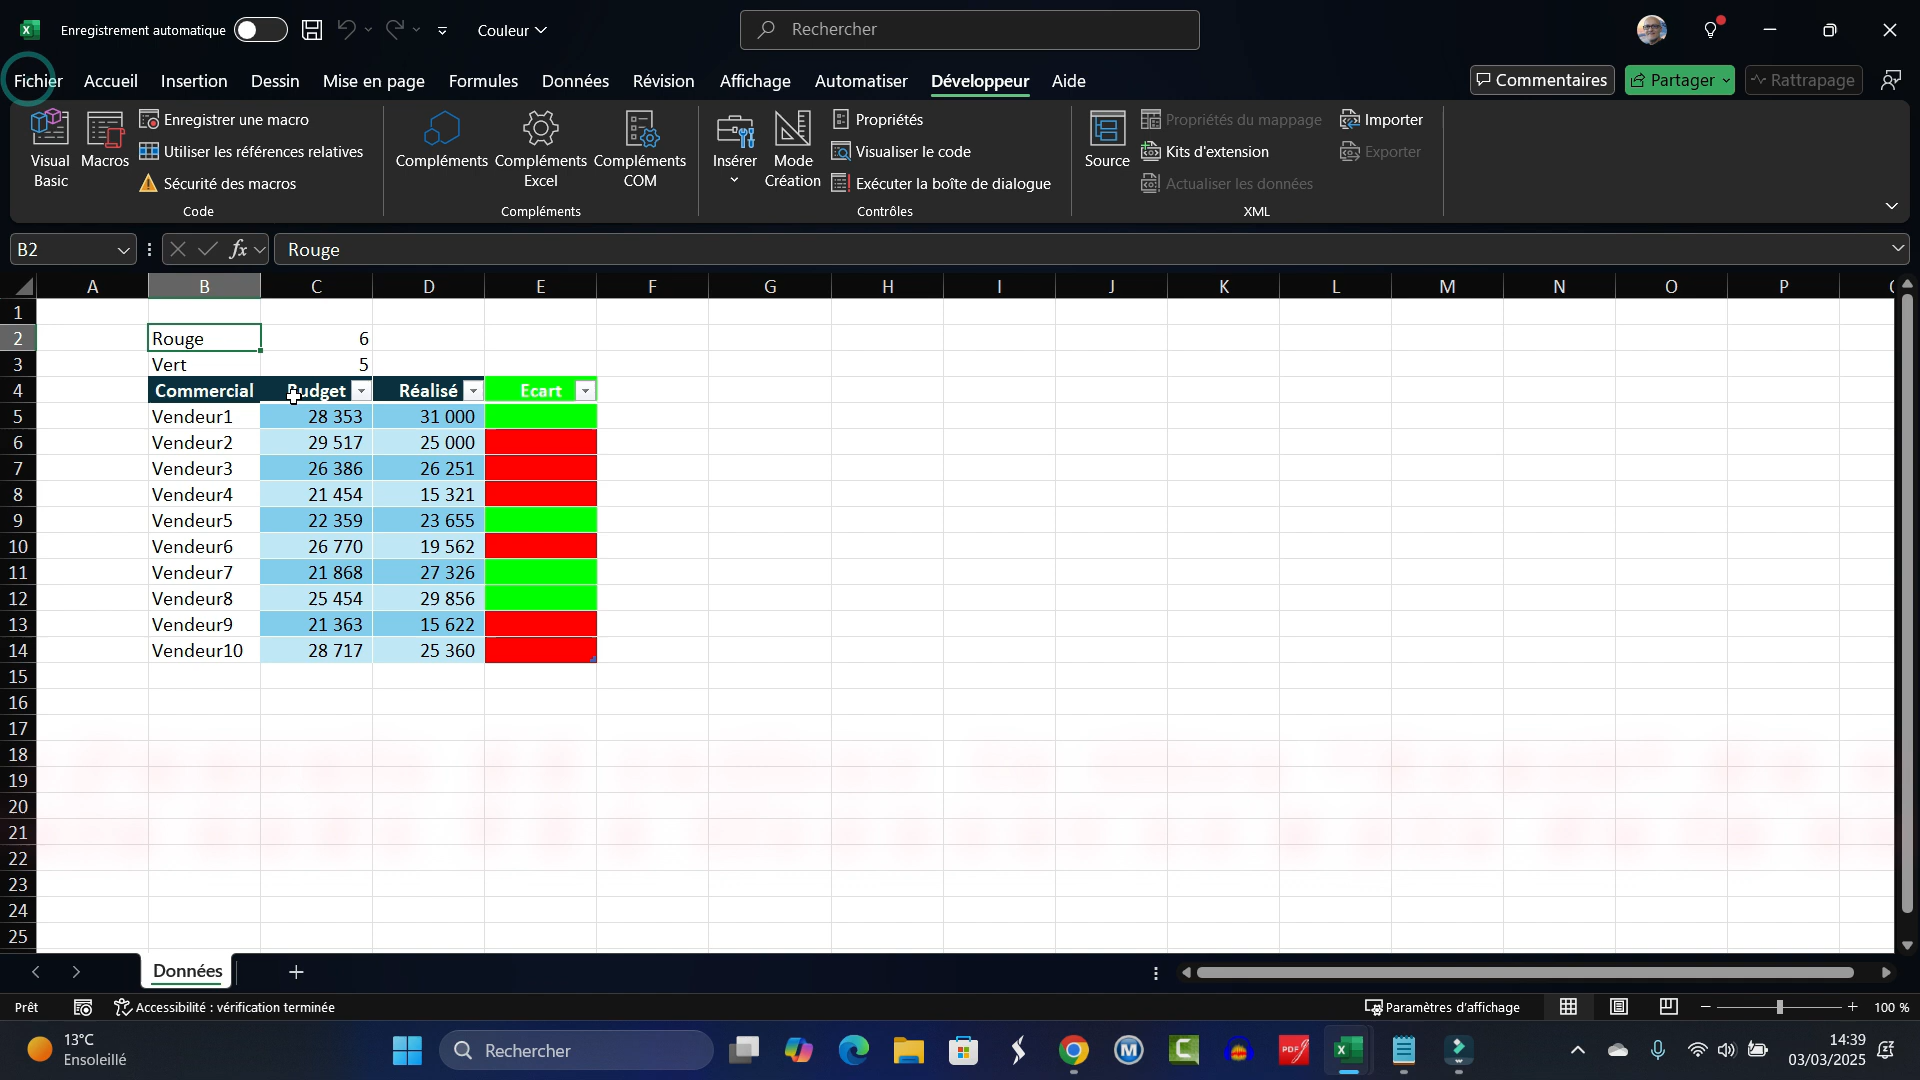 Enregistrement automatique
Couleur
Rechercher
Fichier Accueil Insertion Dessin Mise en page Formules Données Révision Affichage Automatiser Développeur Aide
Commentaires Partager Rattrapage
Visual Basic
Macros
Enregistrer une macro
Utiliser les références relatives
Sécurité des macros
Code
Compléments
Compléments Excel
Compléments COM
Compléments
Insérer
Mode Création
Propriétés
Visualiser le code
Exécuter la boîte de dialogue
Contrôles
Source
Propriétés du mappage
Kits d'extension
Actualiser les données
Importer
Exporter
XML
B2 fx Rouge
A B C D E F G H I J K L M N O P
1
2 Rouge 6
3 Vert 5
4 Commercial Budget Réalisé Ecart
5 Vendeur1 28 353 31 000
6 Vendeur2 29 517 25 000
7 Vendeur3 26 386 26 251
8 Vendeur4 21 454 15 321
9 Vendeur5 22 359 23 655
10 Vendeur6 26 770 19 562
11 Vendeur7 21 868 27 326
12 Vendeur8 25 454 29 856
13 Vendeur9 21 363 15 622
14 Vendeur10 28 717 25 360
15
16
17
18
19
20
21
22
23
24
25
Données
Prêt Accessibilité : vérification terminée Paramètres d'affichage 100 %
13°C
Ensoleillé
Rechercher
PDF
14:39
03/03/2025